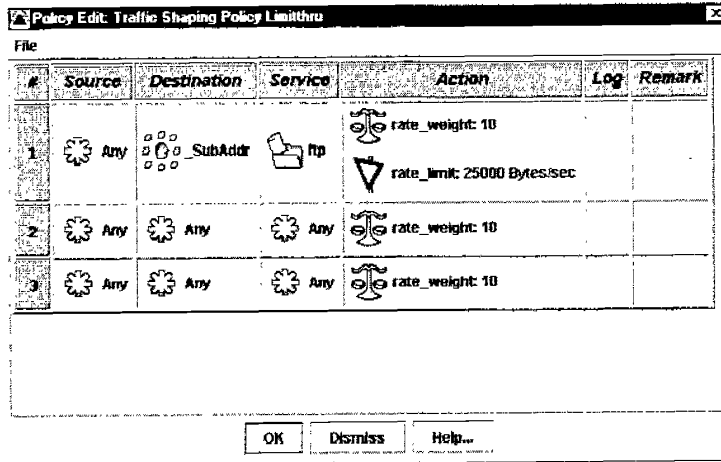 Policy Edit: Traffic Shaping Policy Limitthru
File
# Source Destination Service Action Log Remark
1 Any _SubAddr ftp rate_weight: 10
rate_limit: 25000 Bytes/sec
2 Any Any Any rate_weight: 10
3 Any Any Any rate_weight: 10
OK Dismiss Help...